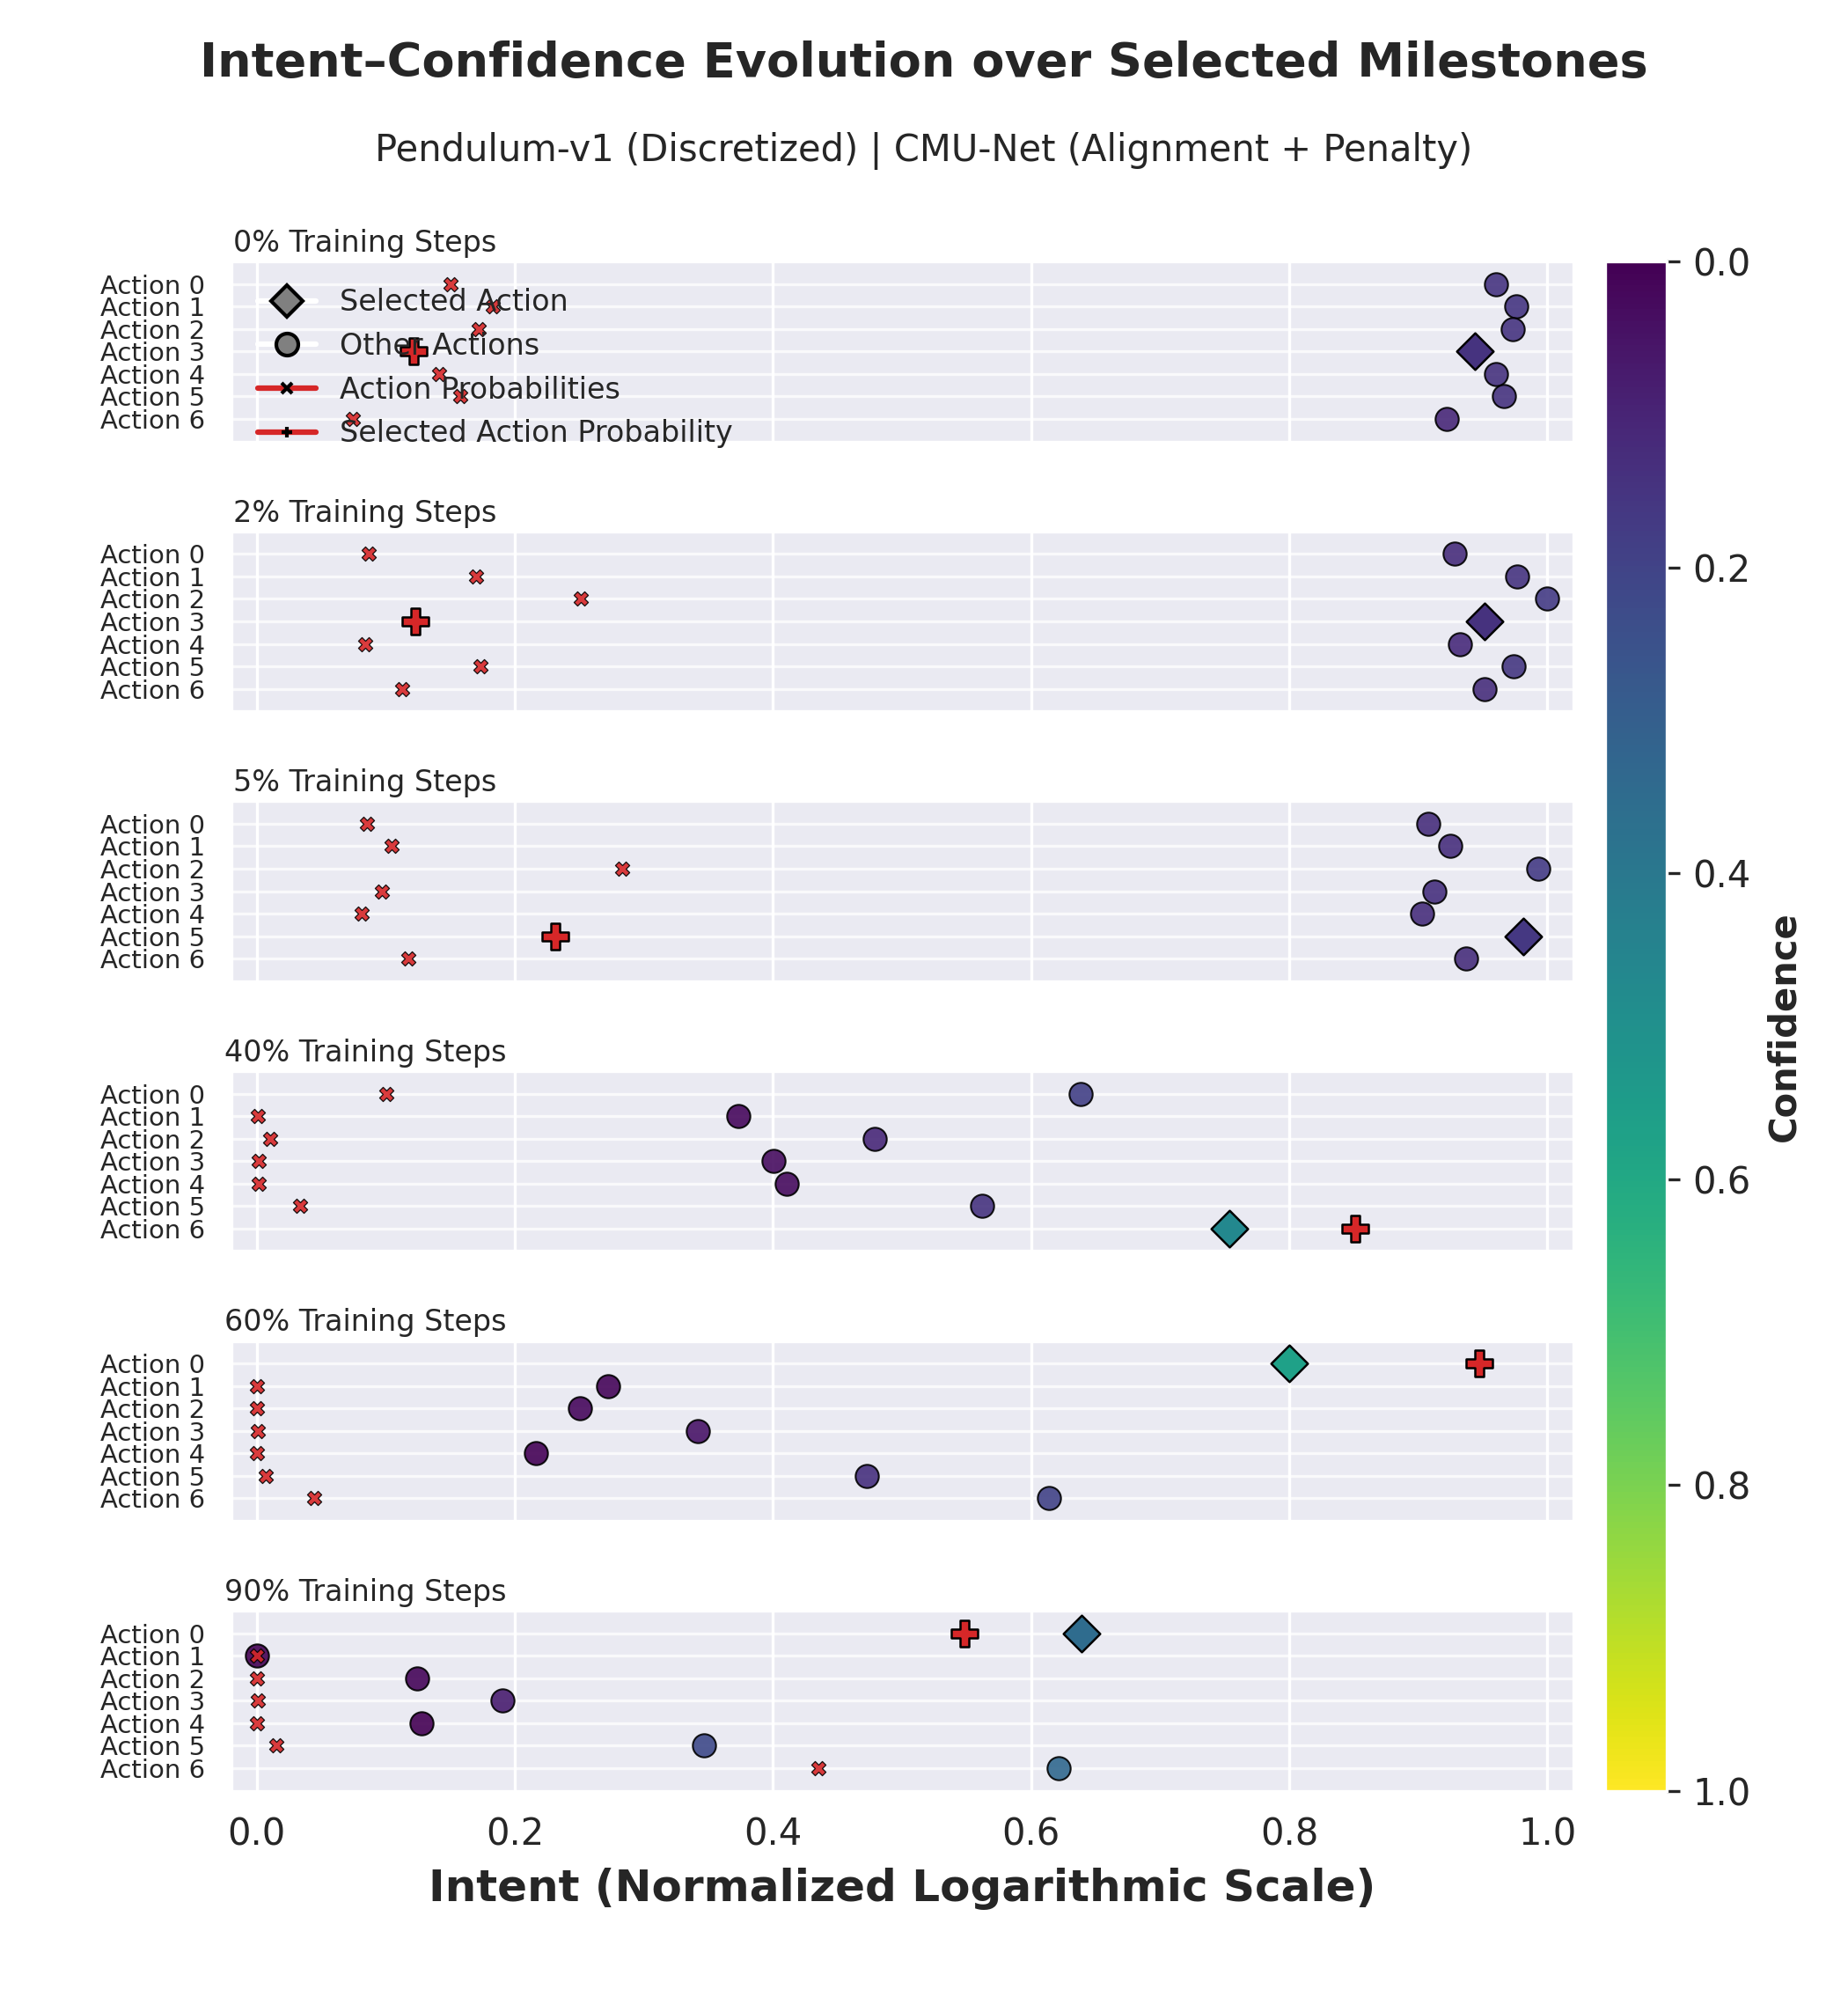 Intent–Confidence Evolution over Selected Milestones
Pendulum-v1 (Discretized) | CMU-Net (Alignment + Penalty)
0% Training Steps
Action 0
Action 1
Action 2
Action 3
Action 4
Action 5
Action 6
Selected Action
Other Actions
Action Probabilities
Selected Action Probability
2% Training Steps
Action 0
Action 1
Action 2
Action 3
Action 4
Action 5
Action 6
5% Training Steps
Action 0
Action 1
Action 2
Action 3
Action 4
Action 5
Action 6
40% Training Steps
Action 0
Action 1
Action 2
Action 3
Action 4
Action 5
Action 6
60% Training Steps
Action 0
Action 1
Action 2
Action 3
Action 4
Action 5
Action 6
90% Training Steps
Action 0
Action 1
Action 2
Action 3
Action 4
Action 5
Action 6
0.0
0.2
0.4
0.6
0.8
1.0
Intent (Normalized Logarithmic Scale)
0.0
0.2
0.4
0.6
0.8
1.0
Confidence